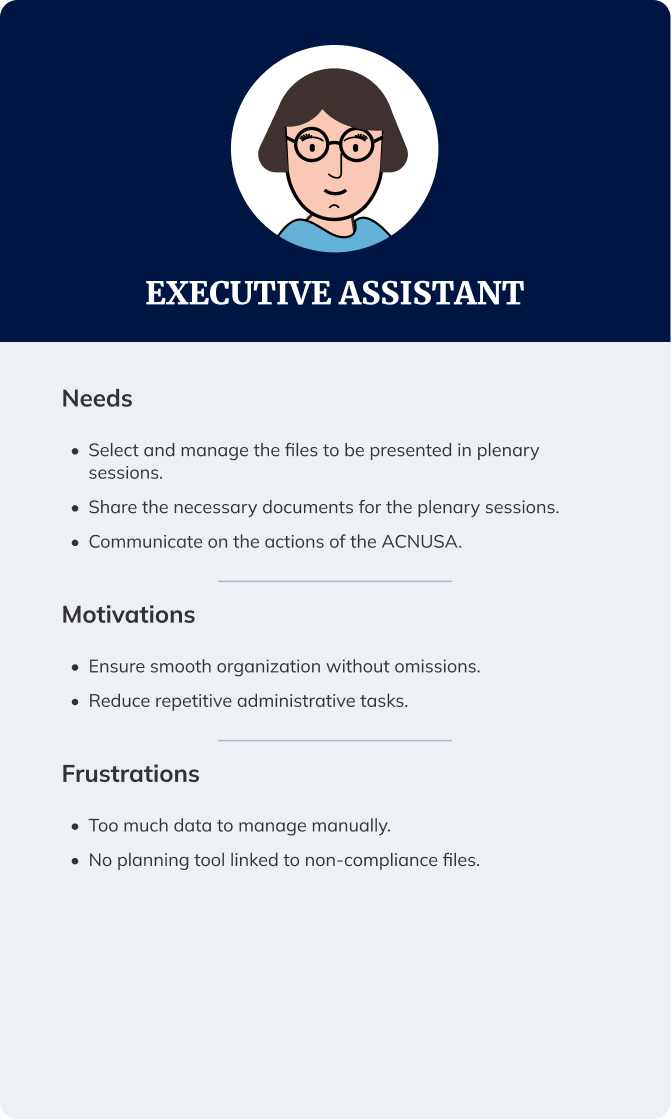 EXECUTIVE ASSISTANT
Needs
• Select and manage the files to be presented in plenary
sessions.
• Share the necessary documents for the plenary sessions.
• Communicate on the actions of the ACNUSA.
Motivations
• Ensure smooth organization without omissions.
• Reduce repetitive administrative tasks.
Frustrations
• Too much data to manage manually.
• No planning tool linked to non-compliance files.